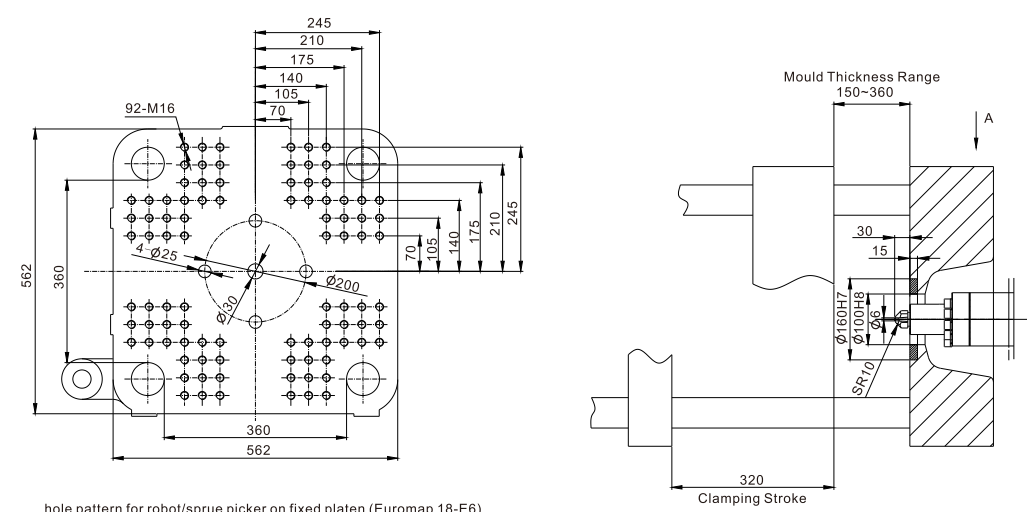 245
210
175
140
105
70
92-M16
562
360
4-Ø25
Ø30
Ø200
70
105
140
175
210
245
360
562
hole pattern for robot/sprue picker on fixed platen (Euromap 18-E6)
Mould Thickness Range
150~360
A
30
15
Ø160H7
Ø100H8
Ø6
SR10
320
Clamping Stroke